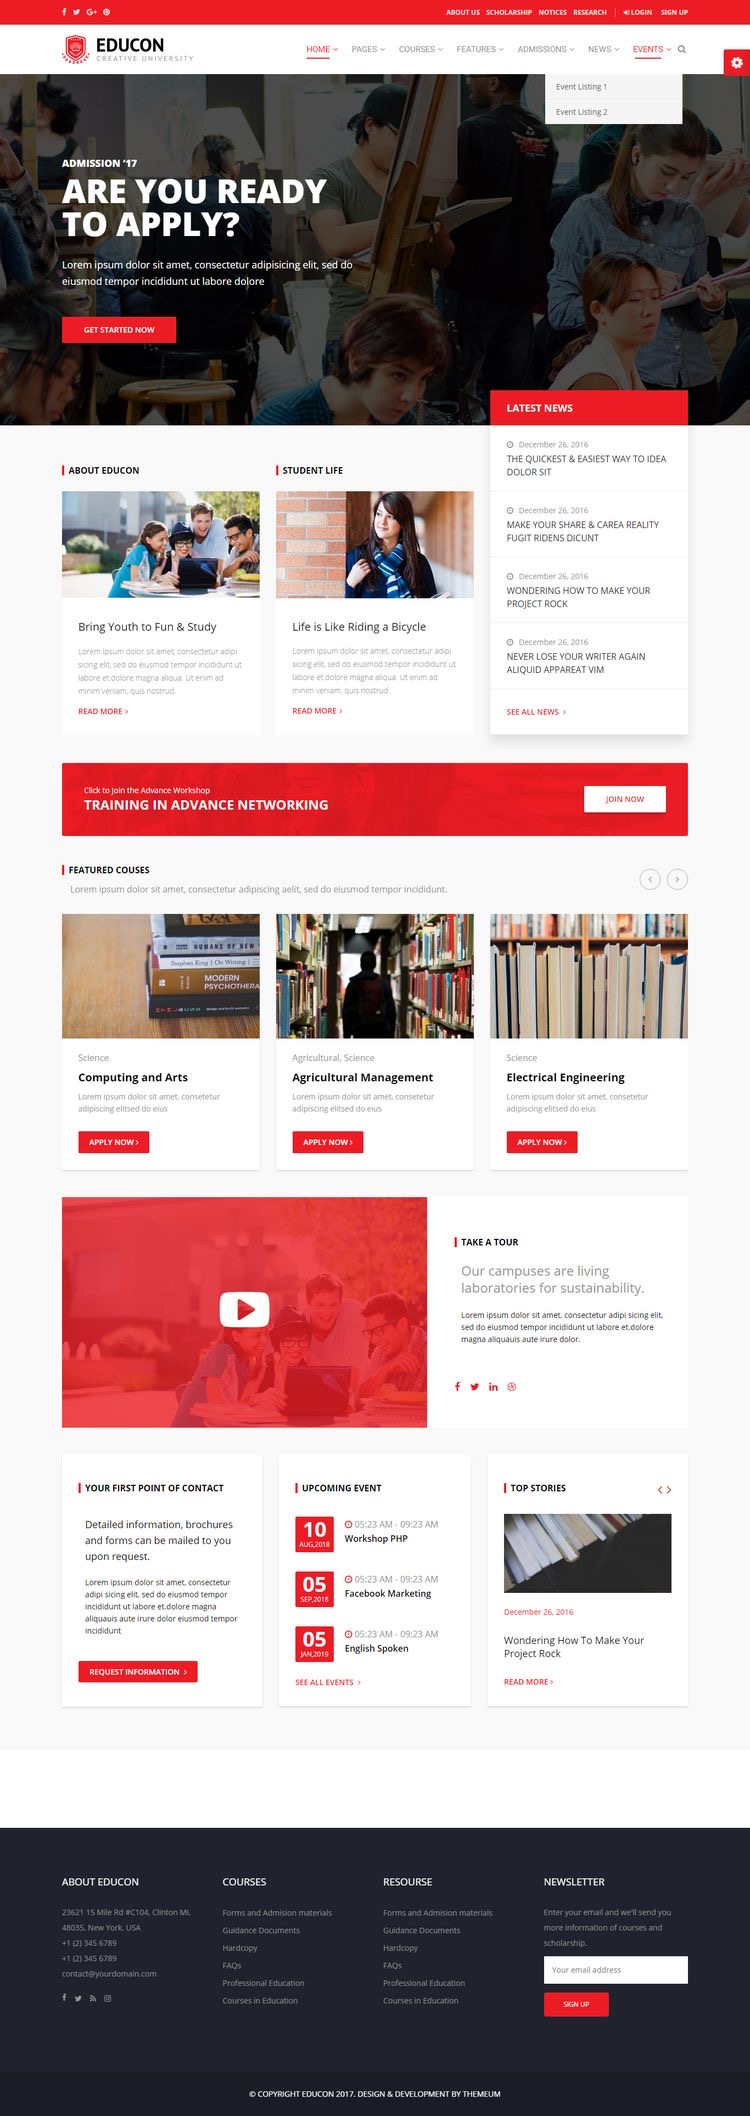 ABOUT US SCHOLARSHIP NOTICES RESEARCH LOGIN SIGN UP
EDUCON
CREATIVE UNIVERSITY
HOME PAGES COURSES FEATURES ADMISSIONS NEWS EVENTS
Event Listing 1
Event Listing 2
ADMISSION '17
ARE YOU READY
TO APPLY?
Lorem ipsum dolor sit amet, consectetur adipisicing elit, sed do
eiusmod tempor incididunt ut labore dolore
GET STARTED NOW
LATEST NEWS
December 26, 2016
THE QUICKEST & EASIEST WAY TO IDEA
DOLOR SIT
December 26, 2016
MAKE YOUR SHARE & CAREA REALITY
FUGIT RIDENS DICUNT
December 26, 2016
WONDERING HOW TO MAKE YOUR
PROJECT ROCK
December 26, 2016
NEVER LOSE YOUR WRITER AGAIN
ALIQUID APPAREAT VIM
SEE ALL NEWS
ABOUT EDUCON
Bring Youth to Fun & Study
Lorem ipsum dolor sit amet, consectetur adipi
sicing elit, sed do eiusmod tempor incididunt ut
labore et.dolore magna aliqua. Ut enim ad
minim veniam, quis nostrud.
READ MORE
STUDENT LIFE
Life is Like Riding a Bicycle
Lorem ipsum dolor sit amet, consectetur adipi
sicing elit, sed do eiusmod tempor incididunt ut
labore et.dolore magna aliqua. Ut enim ad
minim veniam, quis nostrud.
READ MORE
Click to Join the Advance Workshop
TRAINING IN ADVANCE NETWORKING
JOIN NOW
FEATURED COUSES
Lorem ipsum dolor sit amet, consectetur adipiscing aelit, sed do eiusmod tempor incididunt.
HUMANS OF NEW
Stephen King | On Writing
MODERN
PSYCHOTHERA
HTML
CSS
design and build websites
Science
Computing and Arts
Lorem ipsum dolor sit amet, consetetur
adipiscing elitsed do eius
APPLY NOW
Agricultural, Science
Agricultural Management
Lorem ipsum dolor sit amet, consetetur
adipiscing elitsed do eius
APPLY NOW
Science
Electrical Engineering
Lorem ipsum dolor sit amet, consetetur
adipiscing elitsed do eius
APPLY NOW
TAKE A TOUR
Our campuses are living
laboratories for sustainability.
Lorem ipsum dolor sit amet, consectetur adipi sicing elit,
sed do eiusmod tempor incididunt ut labore et.dolore
magna aliquauis aute irure dolor.
YOUR FIRST POINT OF CONTACT
Detailed information, brochures
and forms can be mailed to you
upon request.
Lorem ipsum dolor sit amet, consectetur
adipi sicing elit, sed do eiusmod tempor
incididunt ut labore et.dolore magna
aliquauis aute irure dolor eiusmod tempor
incididunt
REQUEST INFORMATION
UPCOMING EVENT
10
AUG,2018
05:23 AM - 09:23 AM
Workshop PHP
05
SEP,2018
05:23 AM - 09:23 AM
Facebook Marketing
05
JAN,2019
05:23 AM - 09:23 AM
English Spoken
SEE ALL EVENTS
TOP STORIES
December 26, 2016
Wondering How To Make Your
Project Rock
READ MORE
ABOUT EDUCON
23621 15 Mile Rd #C104, Clinton MI,
48035, New York, USA
+1 (2) 345 6789
+1 (2) 345 6789
contact@yourdomain.com
COURSES
Forms and Admision materials
Guidance Documents
Hardcopy
FAQs
Professional Education
Courses in Education
RESOURSE
Forms and Admision materials
Guidance Documents
Hardcopy
FAQs
Professional Education
Courses in Education
NEWSLETTER
Enter your email and we'll send you
more information of courses and
scholarship.
Your email address
SIGN UP
© COPYRIGHT EDUCON 2017. DESIGN & DEVELOPMENT BY THEMEUM